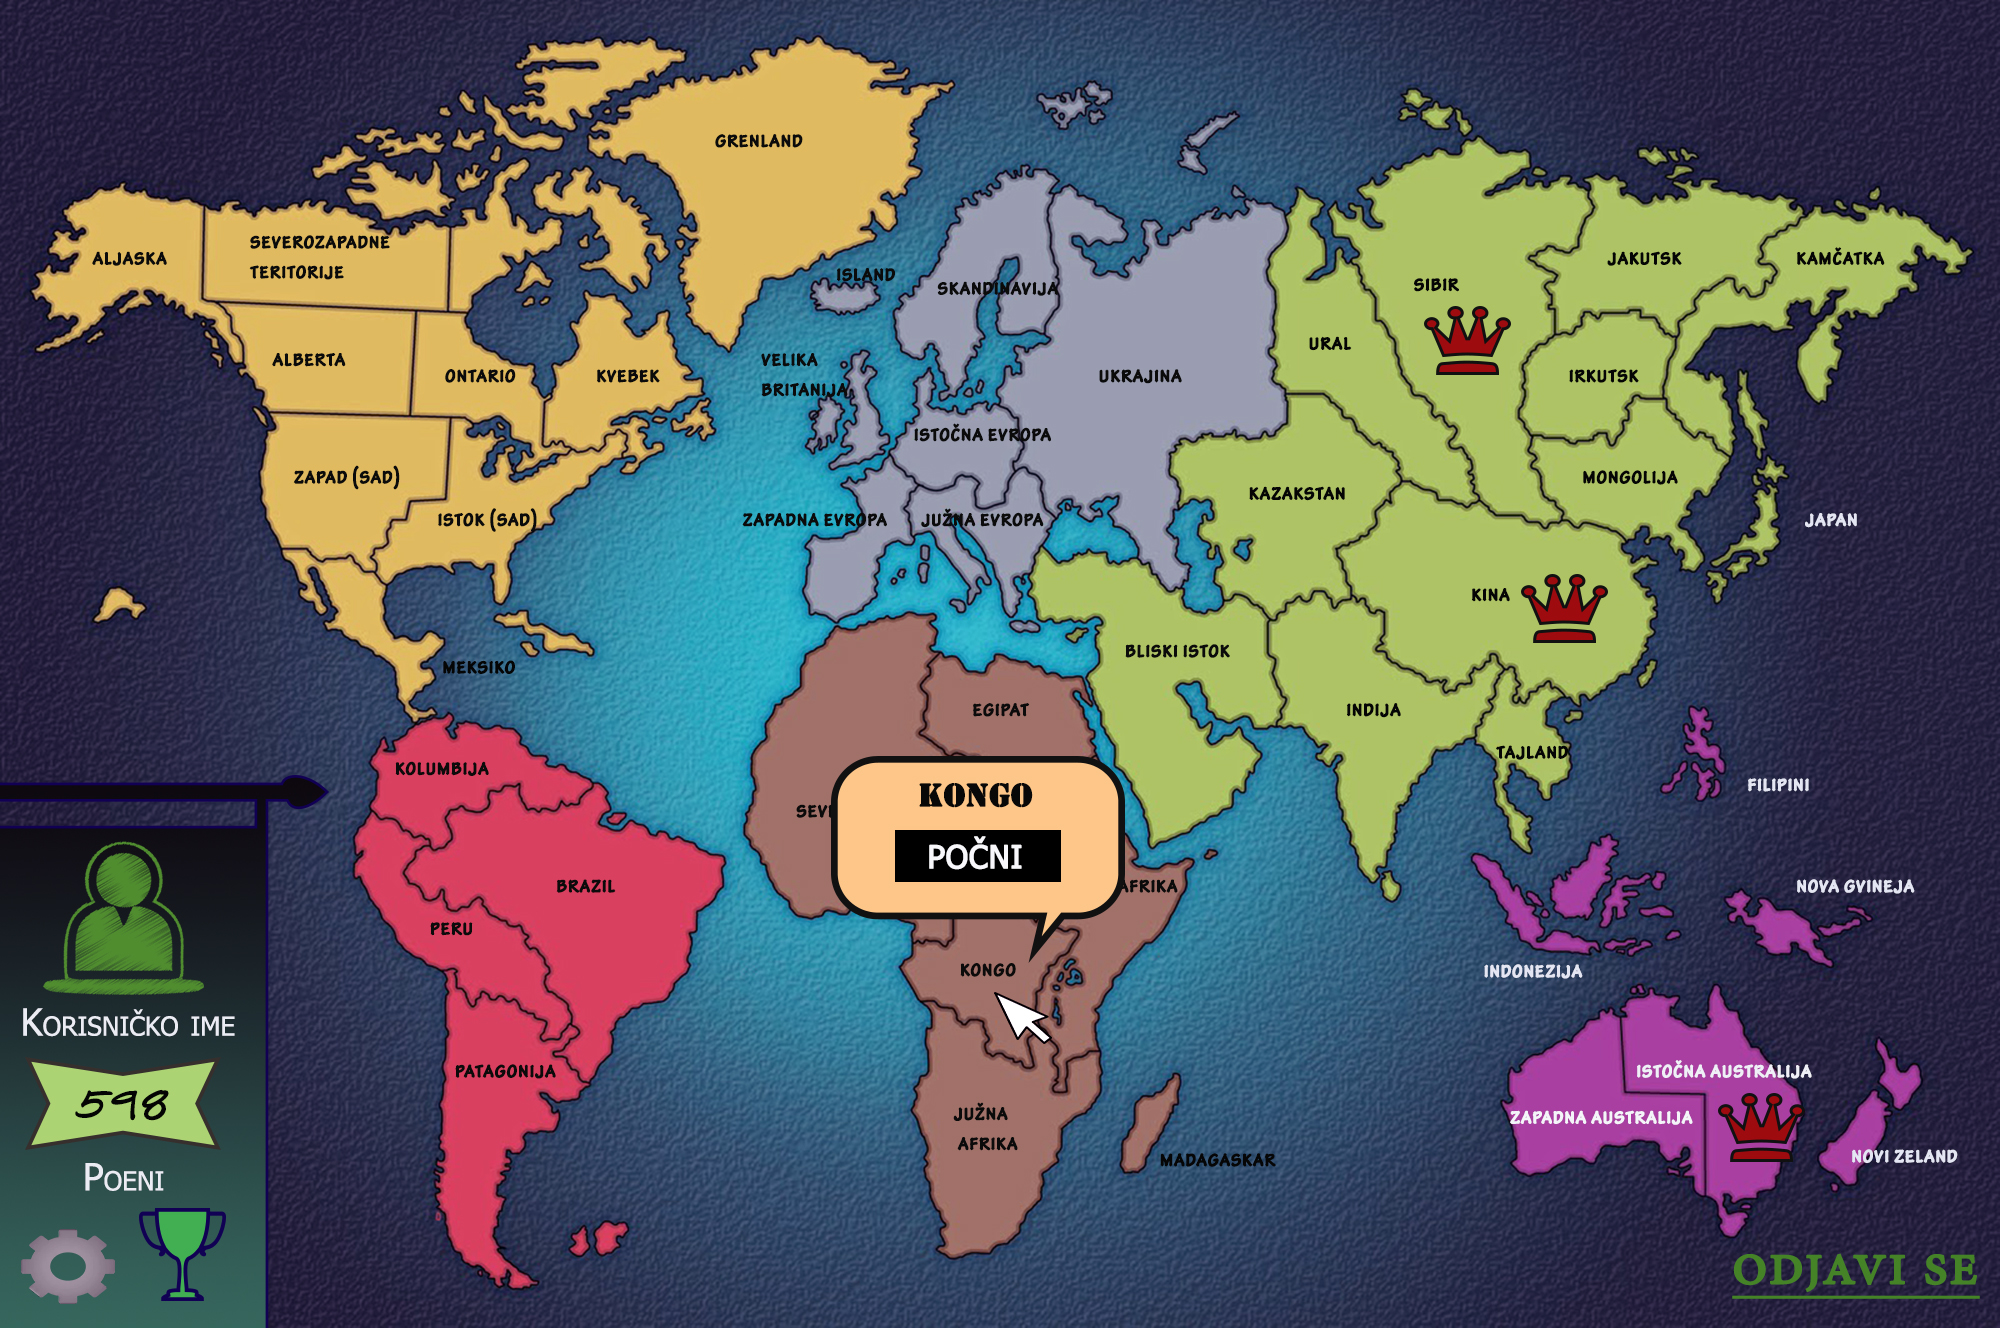 GRENLAND
ALJASKA
SEVEROZAPADNE
TERITORIJE
ISLAND
SKANDINAVIJA
SIBIR
JAKUTSK
KAMČATKA
ALBERTA
ONTARIO
KVEBEK
VELIKA
BRITANIJA
UKRAJINA
URAL
IRKUTSK
ISTOČNA EVROPA
ZAPAD (SAD)
ISTOK (SAD)
ZAPADNA EVROPA
JUŽNA EVROPA
KAZAKSTAN
MONGOLIJA
JAPAN
KINA
MEKSIKO
BLISKI ISTOK
EGIPAT
INDIJA
TAJLAND
KOLUMBIJA
FILIPINI
KONGO
POČNI
SEV
AFRIKA
BRAZIL
PERU
NOVA GVINEJA
KONGO
INDONEZIJA
PATAGONIJA
JUŽNA
AFRIKA
MADAGASKAR
ISTOČNA AUSTRALIJA
ZAPADNA AUSTRALIJA
NOVI ZELAND
KORISNIČKO IME
598
POENI
ODJAVI SE